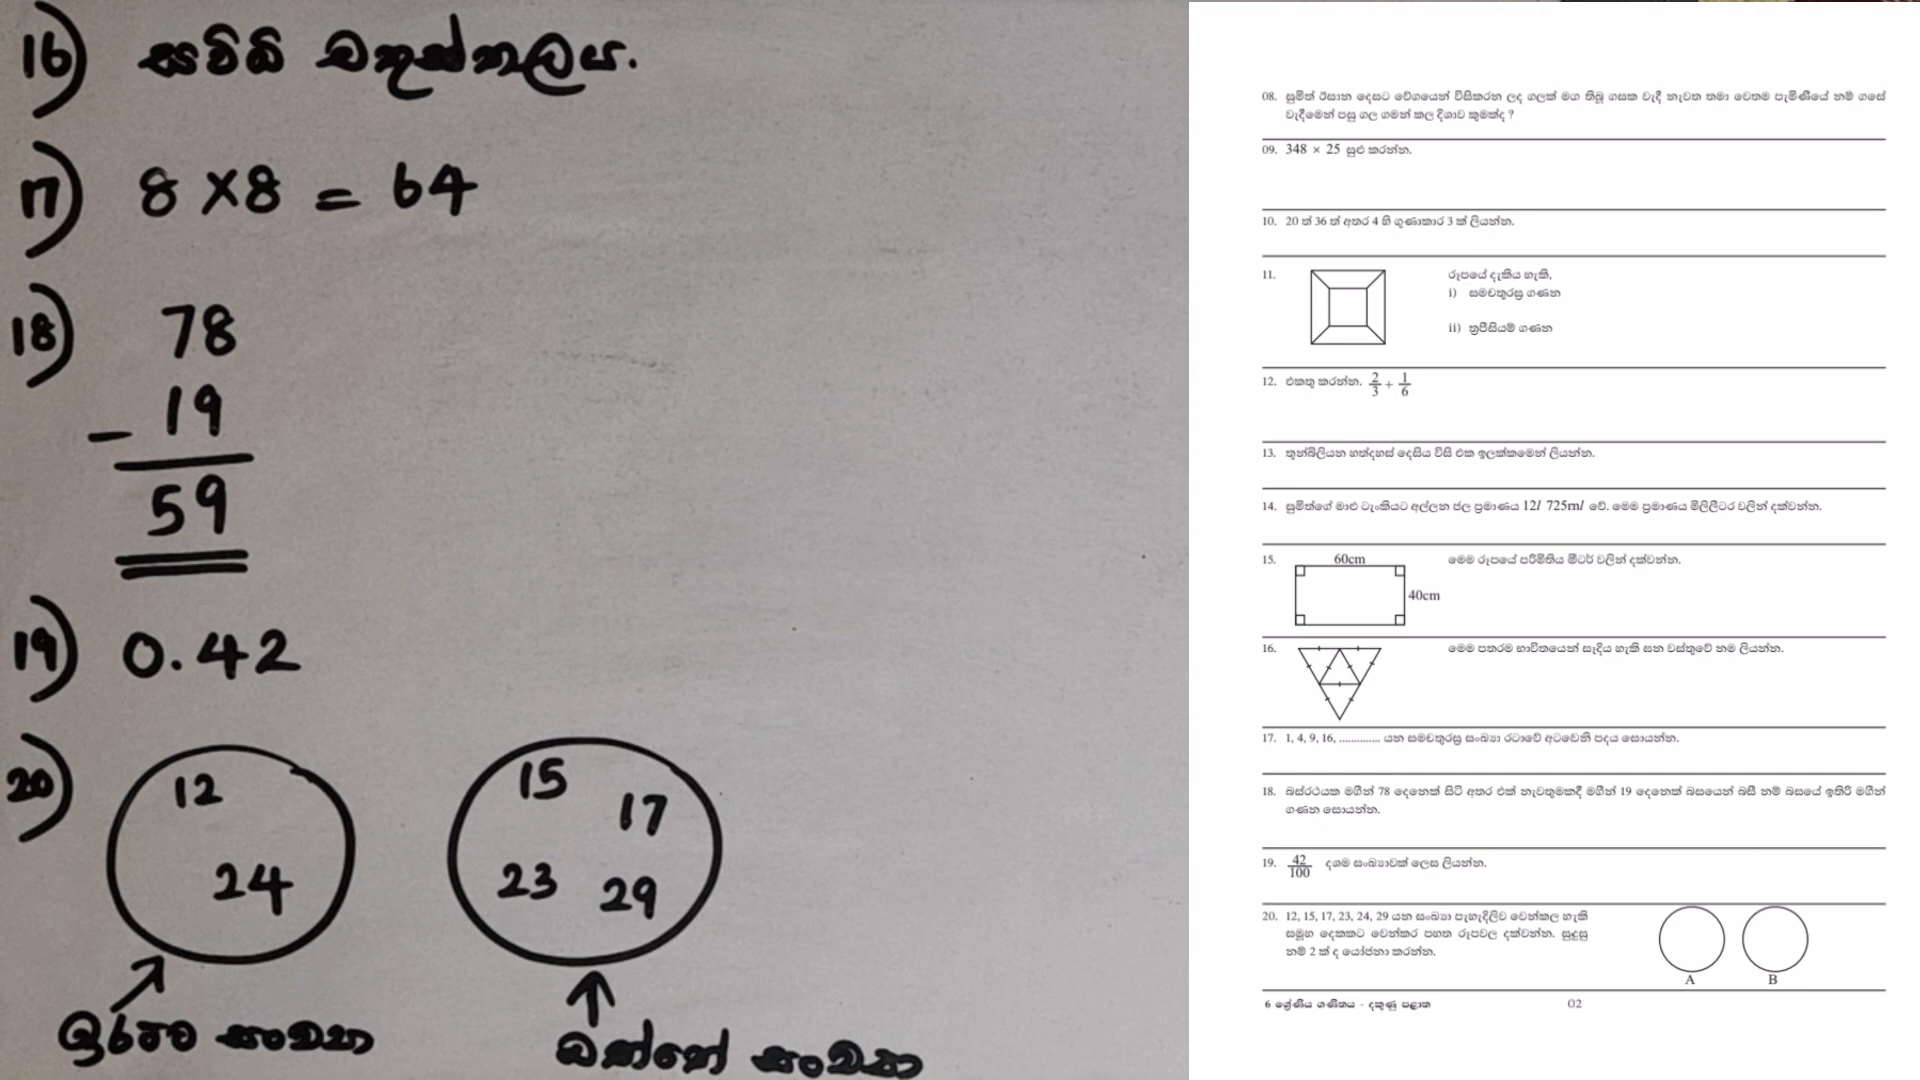 16) සවිධි චතුස්තලය.
17) 8 × 8 = 64
18) 78
- 19
59
19) 0.42
20) 12
24
15
17
23
29
ඉරට්ට සංඛ්‍යා
ඔත්තේ සංඛ්‍යා
08. සුමිත් ඊසාන දෙසට වේගයෙන් විසිකරන ලද ගලක් මග තිබූ ගසක වැදී නැවත තමා වෙතම පැමිණියේ නම් ගසේ
වැදීමෙන් පසු ගල ගමන් කල දිශාව කුමක්ද ?
09. 348 × 25 සුළු කරන්න.
10. 20 ත් 36 ත් අතර 4 හි ගුණාකාර 3 ක් ලියන්න.
11. රූපයේ දැකිය හැකි,
i) සමචතුරස්‍ර ගණන
ii) ත්‍රපීසියම් ගණන
12. එකතු කරන්න. 2/3 + 1/6
13. තුන්බිලියන හත්දහස් දෙසිය විසි එක ඉලක්කමෙන් ලියන්න.
14. සුමිත්ගේ මාළු ටැංකියට අල්ලන ජල ප්‍රමාණය 12l 725ml වේ. මෙම ප්‍රමාණය මිලිලීටර වලින් දක්වන්න.
15. 60cm මෙම රූපයේ පරිමිතිය මීටර් වලින් දක්වන්න.
40cm
16. මෙම පතරම භාවිතයෙන් සෑදිය හැකි ඝන වස්තුවේ නම ලියන්න.
17. 1, 4, 9, 16, .............. යන සමචතුරස්‍ර සංඛ්‍යා රටාවේ අටවෙනි පදය සොයන්න.
18. බස්රථයක මගීන් 78 දෙනෙක් සිටි අතර එක් නැවතුමකදී මගීන් 19 දෙනෙක් බසයෙන් බසී නම් බසයේ ඉතිරි මගීන්
ගණන සොයන්න.
19. 42/100 දශම සංඛ්‍යාවක් ලෙස ලියන්න.
20. 12, 15, 17, 23, 24, 29 යන සංඛ්‍යා පැහැදිලිව වෙන්කල හැකි
සමූහ දෙකකට වෙන්කර පහත රූපවල දක්වන්න. සුදුසු
නම් 2 ක් ද යෝජනා කරන්න.
A B
6 ශ්‍රේණිය ගණිතය - දකුණු පළාත 02